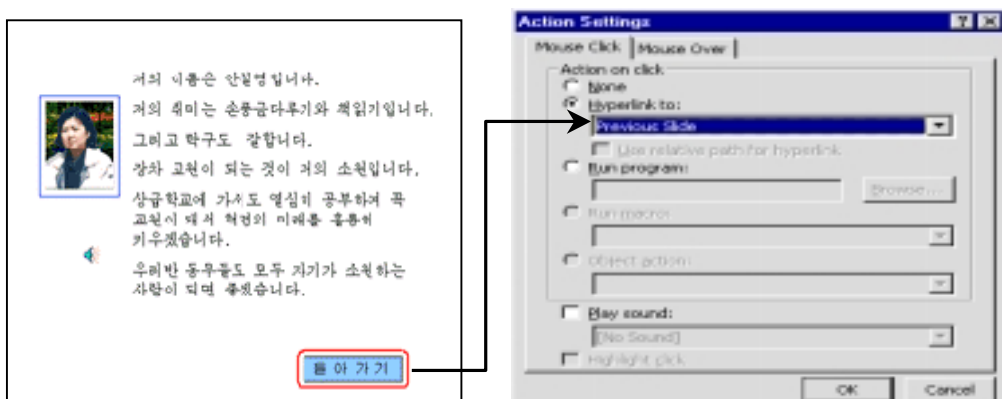 저의 이름은 안설영입니다.
저의 취미는 손풍금다루기와 책읽기입니다.
그리고 탁구도 잘합니다.
장차 교원이 되는 것이 저의 소원입니다.
상급학교에 가서도 열심히 공부하여 꼭
교원이 돼서 혁명의 미래를 훌륭히
키우겠습니다.
우리반 동무들도 모두 자기가 소원하는
사람이 되면 좋겠습니다.
돌아가기
Action Settings
Mouse Click
Mouse Over
Action on click
None
Hyperlink to:
Previous Slide
Use relative path for hyperlink
Run program:
Browse...
Run macro:
Object action:
Play sound:
[No Sound]
Highlight click
OK
Cancel